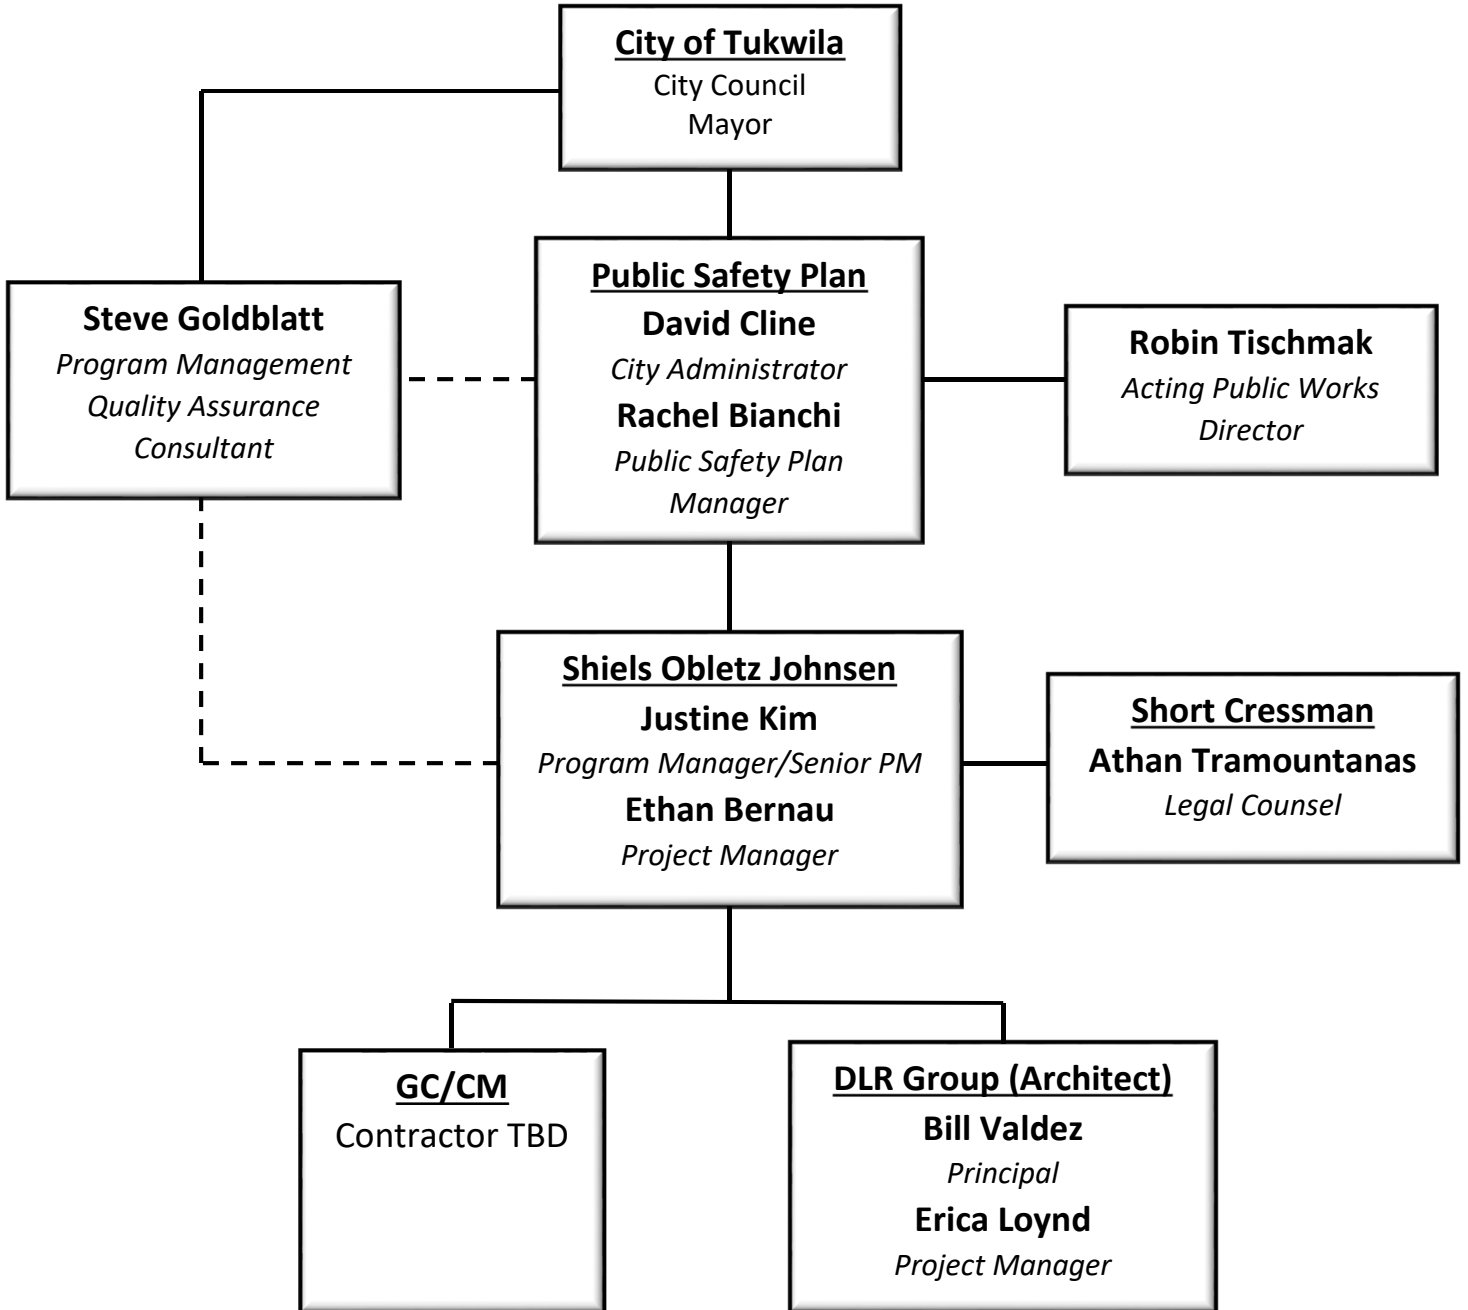 City of Tukwila
City Council
Mayor
Steve Goldblatt
Program Management
Quality Assurance
Consultant
Public Safety Plan
David Cline
City Administrator
Rachel Bianchi
Public Safety Plan
Manager
Robin Tischmak
Acting Public Works
Director
Shiels Obletz Johnsen
Justine Kim
Program Manager/Senior PM
Ethan Bernau
Project Manager
Short Cressman
Athan Tramountanas
Legal Counsel
GC/CM
Contractor TBD
DLR Group (Architect)
Bill Valdez
Principal
Erica Loynd
Project Manager